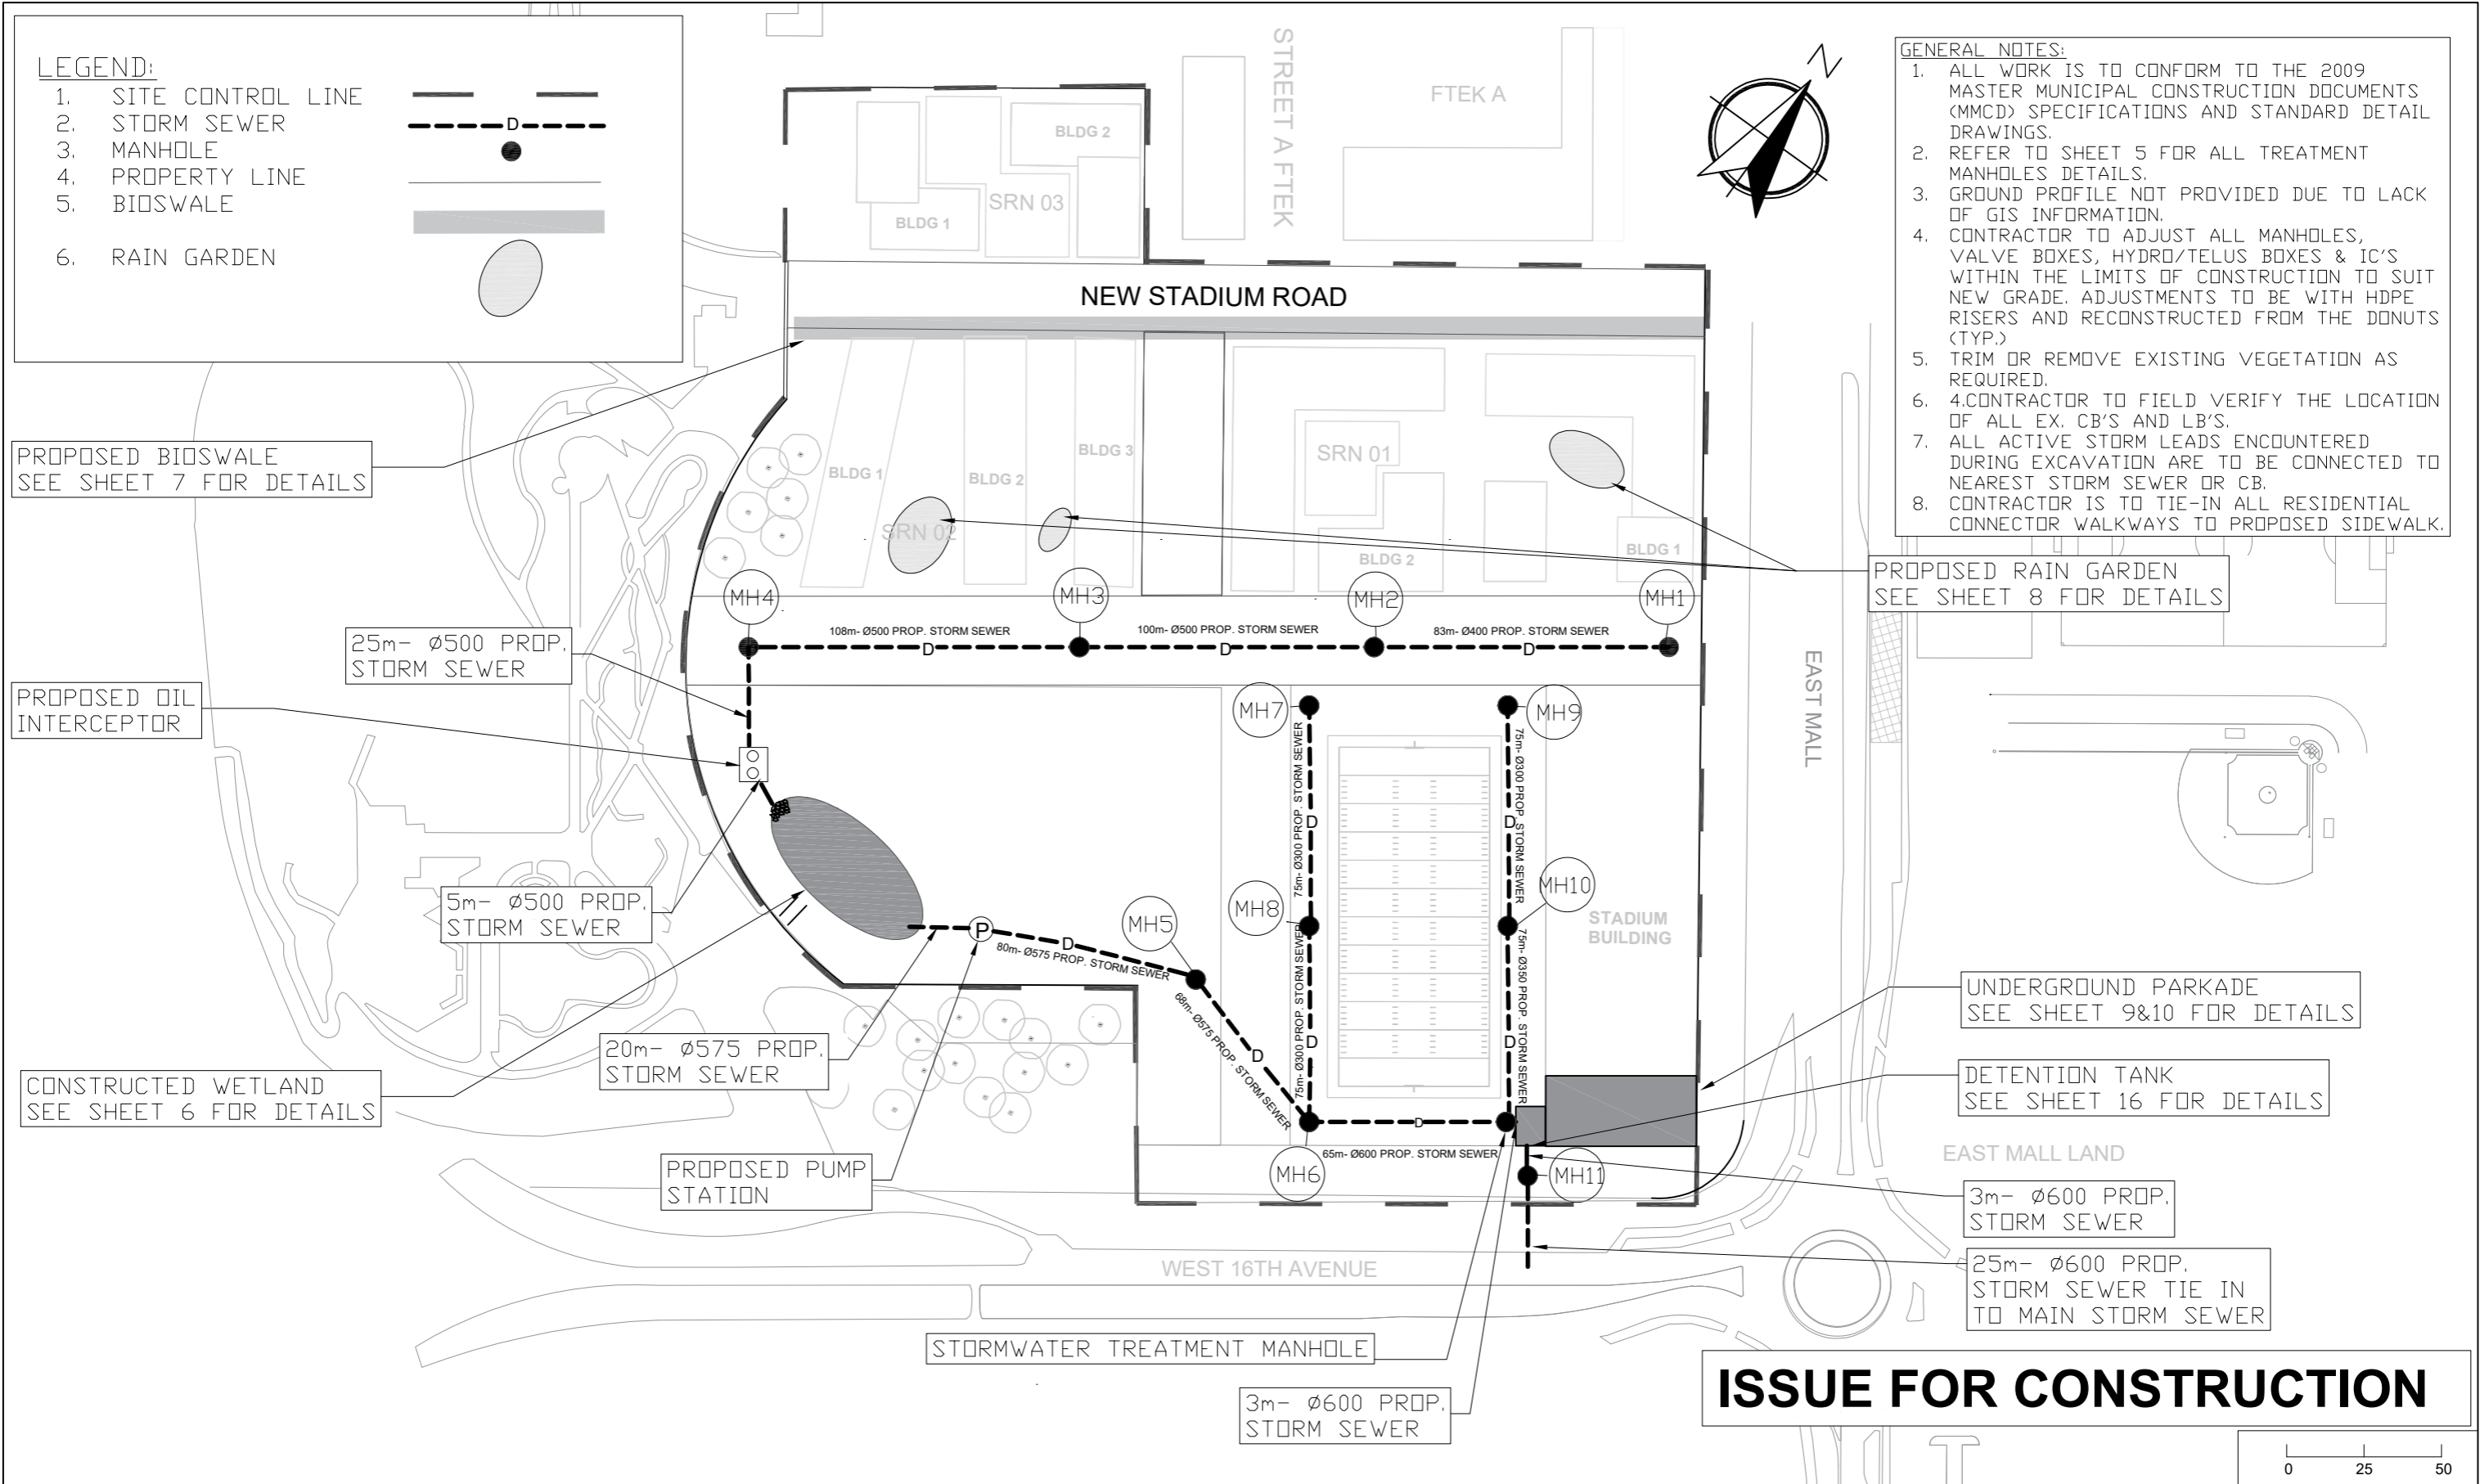 LEGEND:
1. SITE CONTROL LINE
2. STORM SEWER
D
3. MANHOLE
4. PROPERTY LINE
5. BIOSWALE
6. RAIN GARDEN
GENERAL NOTES:
1. ALL WORK IS TO CONFORM TO THE 2009
MASTER MUNICIPAL CONSTRUCTION DOCUMENTS
(MMCD) SPECIFICATIONS AND STANDARD DETAIL
DRAWINGS.
2. REFER TO SHEET 5 FOR ALL TREATMENT
MANHOLES DETAILS.
3. GROUND PROFILE NOT PROVIDED DUE TO LACK
OF GIS INFORMATION.
4. CONTRACTOR TO ADJUST ALL MANHOLES,
VALVE BOXES, HYDRO/TELUS BOXES & IC'S
WITHIN THE LIMITS OF CONSTRUCTION TO SUIT
NEW GRADE. ADJUSTMENTS TO BE WITH HDPE
RISERS AND RECONSTRUCTED FROM THE DONUTS
(TYP.)
5. TRIM OR REMOVE EXISTING VEGETATION AS
REQUIRED.
6. 4.CONTRACTOR TO FIELD VERIFY THE LOCATION
OF ALL EX. CB'S AND LB'S.
7. ALL ACTIVE STORM LEADS ENCOUNTERED
DURING EXCAVATION ARE TO BE CONNECTED TO
NEAREST STORM SEWER OR CB.
8. CONTRACTOR IS TO TIE-IN ALL RESIDENTIAL
CONNECTOR WALKWAYS TO PROPOSED SIDEWALK.
N
STREET A FTEK
FTEK A
BLDG 2
SRN 03
BLDG 1
NEW STADIUM ROAD
PROPOSED BIOSWALE
SEE SHEET 7 FOR DETAILS
BLDG 1
BLDG 2
BLDG 3
SRN 01
SRN 02
BLDG 2
BLDG 1
PROPOSED RAIN GARDEN
SEE SHEET 8 FOR DETAILS
MH4
MH3
MH2
MH1
108m- Ø500 PROP. STORM SEWER
100m- Ø500 PROP. STORM SEWER
83m- Ø400 PROP. STORM SEWER
D
D
D
25m- Ø500 PROP.
STORM SEWER
PROPOSED OIL
INTERCEPTOR
EAST MALL
MH7
MH9
75m- Ø300 PROP. STORM SEWER
D
75m- Ø300 PROP. STORM SEWER
D
5m- Ø500 PROP.
STORM SEWER
MH5
MH8
MH10
STADIUM
BUILDING
P
D
80m- Ø575 PROP. STORM SEWER
68m- Ø575 PROP. STORM SEWER
D
75m- Ø300 PROP. STORM SEWER
D
75m- Ø350 PROP. STORM SEWER
D
UNDERGROUND PARKADE
SEE SHEET 9&10 FOR DETAILS
20m- Ø575 PROP.
STORM SEWER
CONSTRUCTED WETLAND
SEE SHEET 6 FOR DETAILS
DETENTION TANK
SEE SHEET 16 FOR DETAILS
D
65m- Ø600 PROP. STORM SEWER
MH6
MH11
EAST MALL LAND
PROPOSED PUMP
STATION
3m- Ø600 PROP.
STORM SEWER
WEST 16TH AVENUE
25m- Ø600 PROP.
STORM SEWER TIE IN
TO MAIN STORM SEWER
STORMWATER TREATMENT MANHOLE
3m- Ø600 PROP.
STORM SEWER
ISSUE FOR CONSTRUCTION
0 25 50